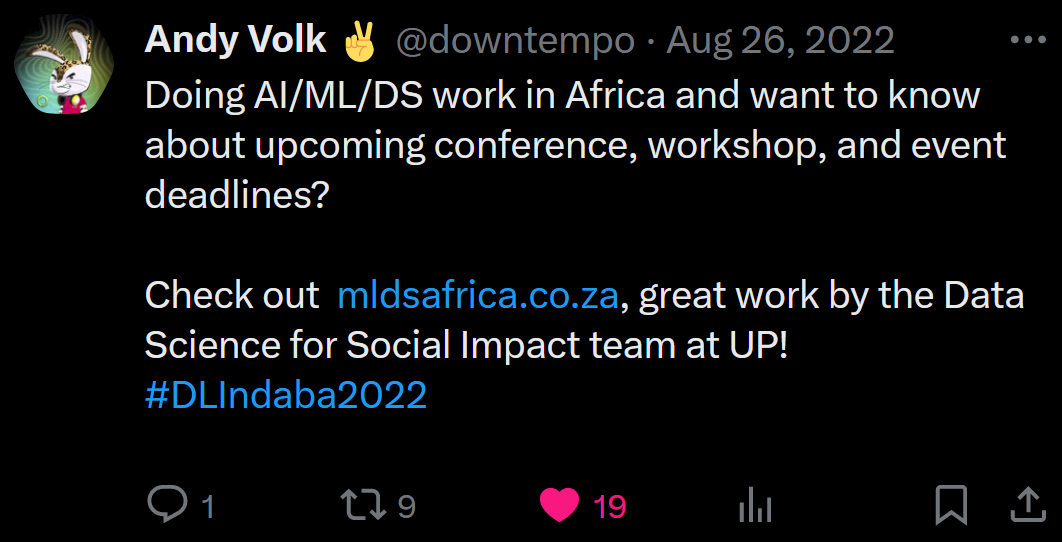 Andy Volk ✌ @downtempo · Aug 26, 2022
Doing AI/ML/DS work in Africa and want to know
about upcoming conference, workshop, and event
deadlines?
Check out mldsafrica.co.za, great work by the Data
Science for Social Impact team at UP!
#DLIndaba2022
1 9 19